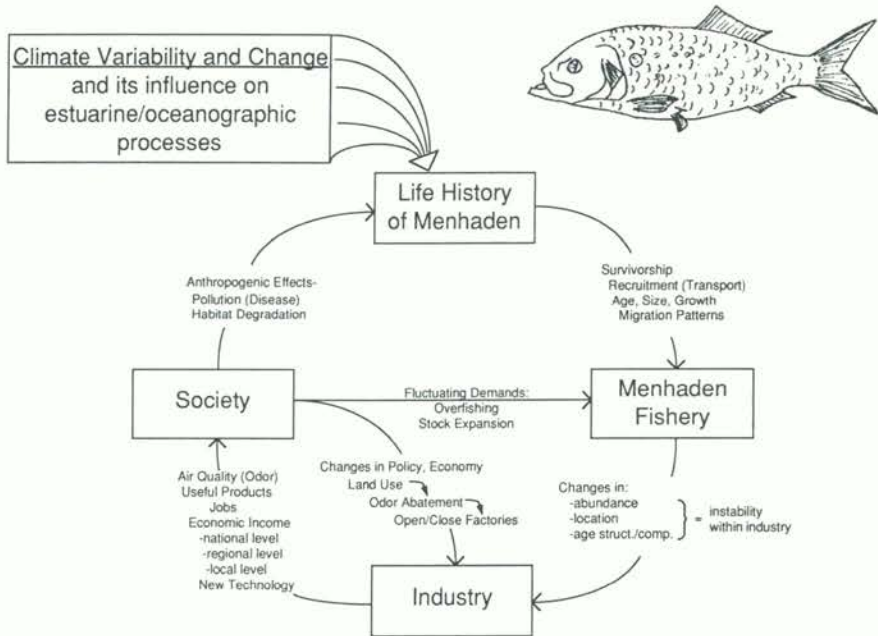 Climate Variability and Change
and its influence on
estuarine/oceanographic
processes
Life History
of Menhaden
Anthropogenic Effects-
Pollution (Disease)
Habitat Degradation
Survivorship
Recruitment (Transport)
Age, Size, Growth
Migration Patterns
Society
Fluctuating Demands:
Overfishing
Stock Expansion
Menhaden
Fishery
Air Quality (Odor)
Useful Products
Jobs
Economic Income
-national level
-regional level
-local level
New Technology
Changes in Policy, Economy
Land Use
Odor Abatement
Open/Close Factories
Changes in:
-abundance
-location
-age struct./comp.
= instability
within industry
Industry